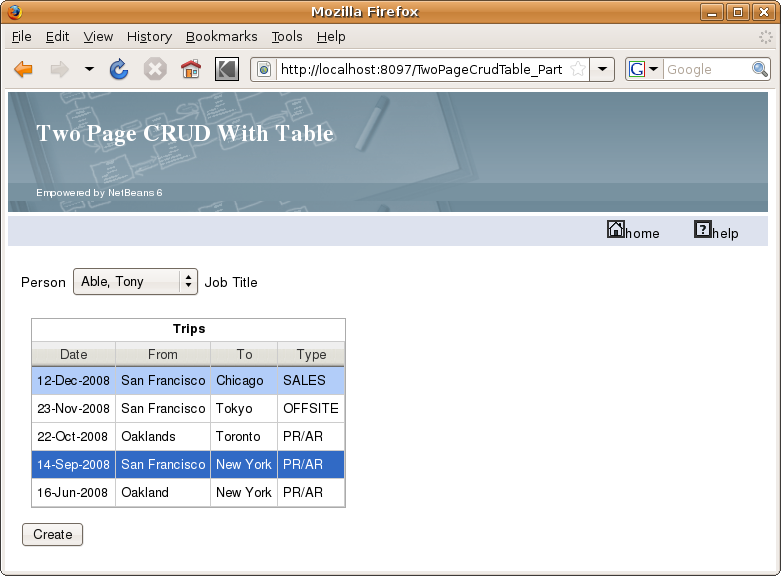 Mozilla Firefox
File Edit View History Bookmarks Tools Help
http://localhost:8097/TwoPageCrudTable_Part G Google
Two Page CRUD With Table
Empowered by NetBeans 6
home ? help
Person Able, Tony Job Title
Trips
Date From To Type
12-Dec-2008 San Francisco Chicago SALES
23-Nov-2008 San Francisco Tokyo OFFSITE
22-Oct-2008 Oaklands Toronto PR/AR
14-Sep-2008 San Francisco New York PR/AR
16-Jun-2008 Oakland New York PR/AR
Create